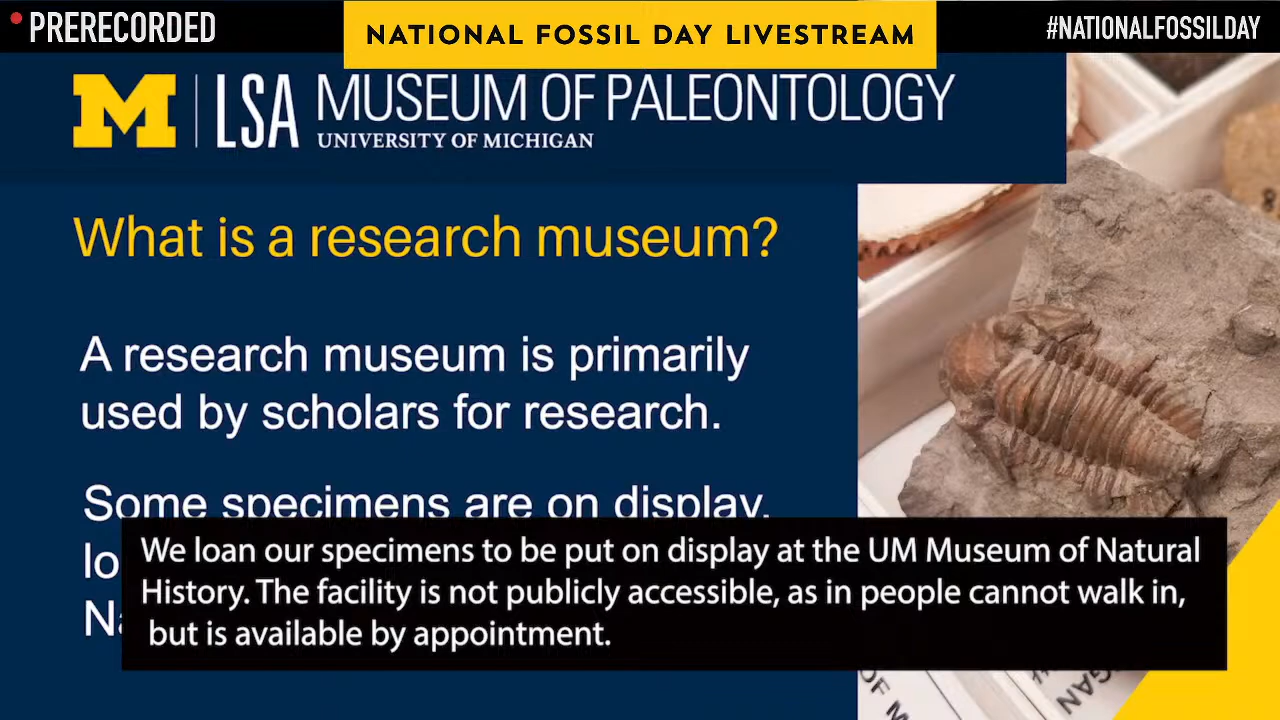 PRERECORDED
NATIONAL FOSSIL DAY LIVESTREAM
#NATIONALFOSSILDAY
M LSA MUSEUM OF PALEONTOLOGY
UNIVERSITY OF MICHIGAN
What is a research museum?
A research museum is primarily
used by scholars for research.
Some specimens are on display,
We loan our specimens to be put on display at the UM Museum of Natural
History. The facility is not publicly accessible, as in people cannot walk in,
but is available by appointment.
OF